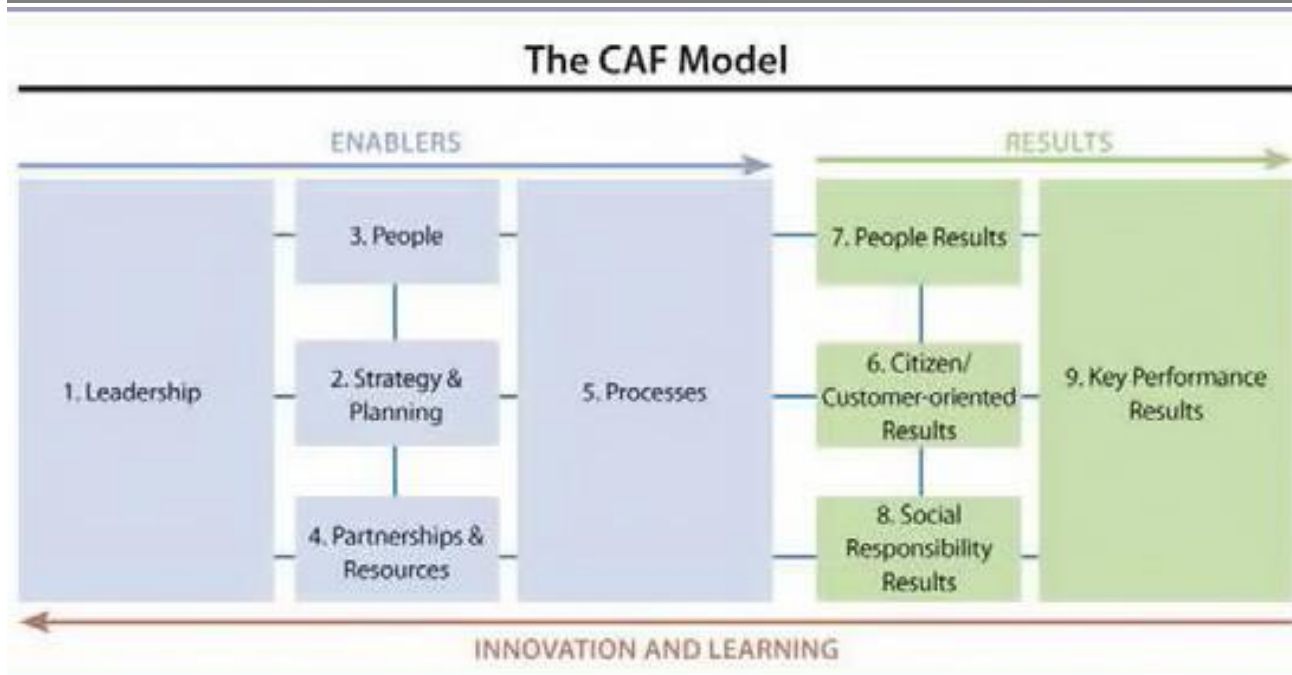 The CAF Model
ENABLERS
RESULTS
1. Leadership
3. People
2. Strategy &
Planning
4. Partnerships &
Resources
5. Processes
7. People Results
6. Citizen/
Customer-oriented
Results
8. Social
Responsibility
Results
9. Key Performance
Results
INNOVATION AND LEARNING